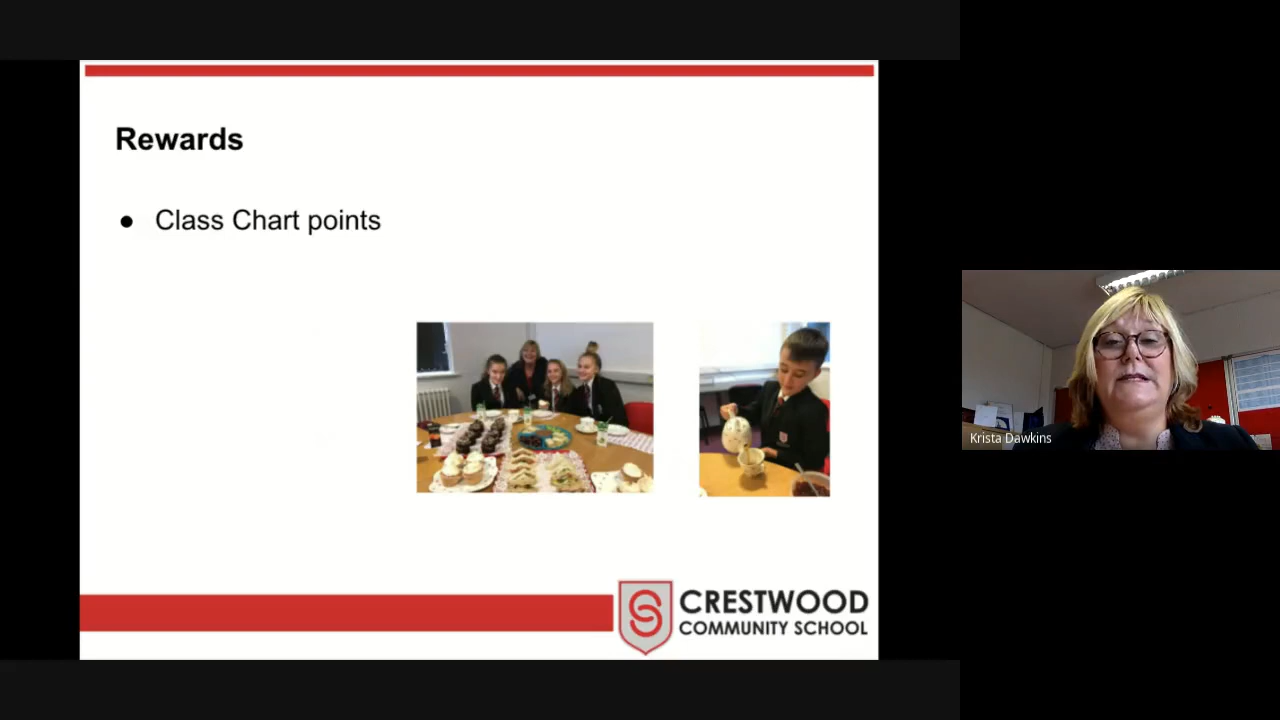 Rewards
● Class Chart points
CRESTWOOD
COMMUNITY SCHOOL
Krista Dawkins